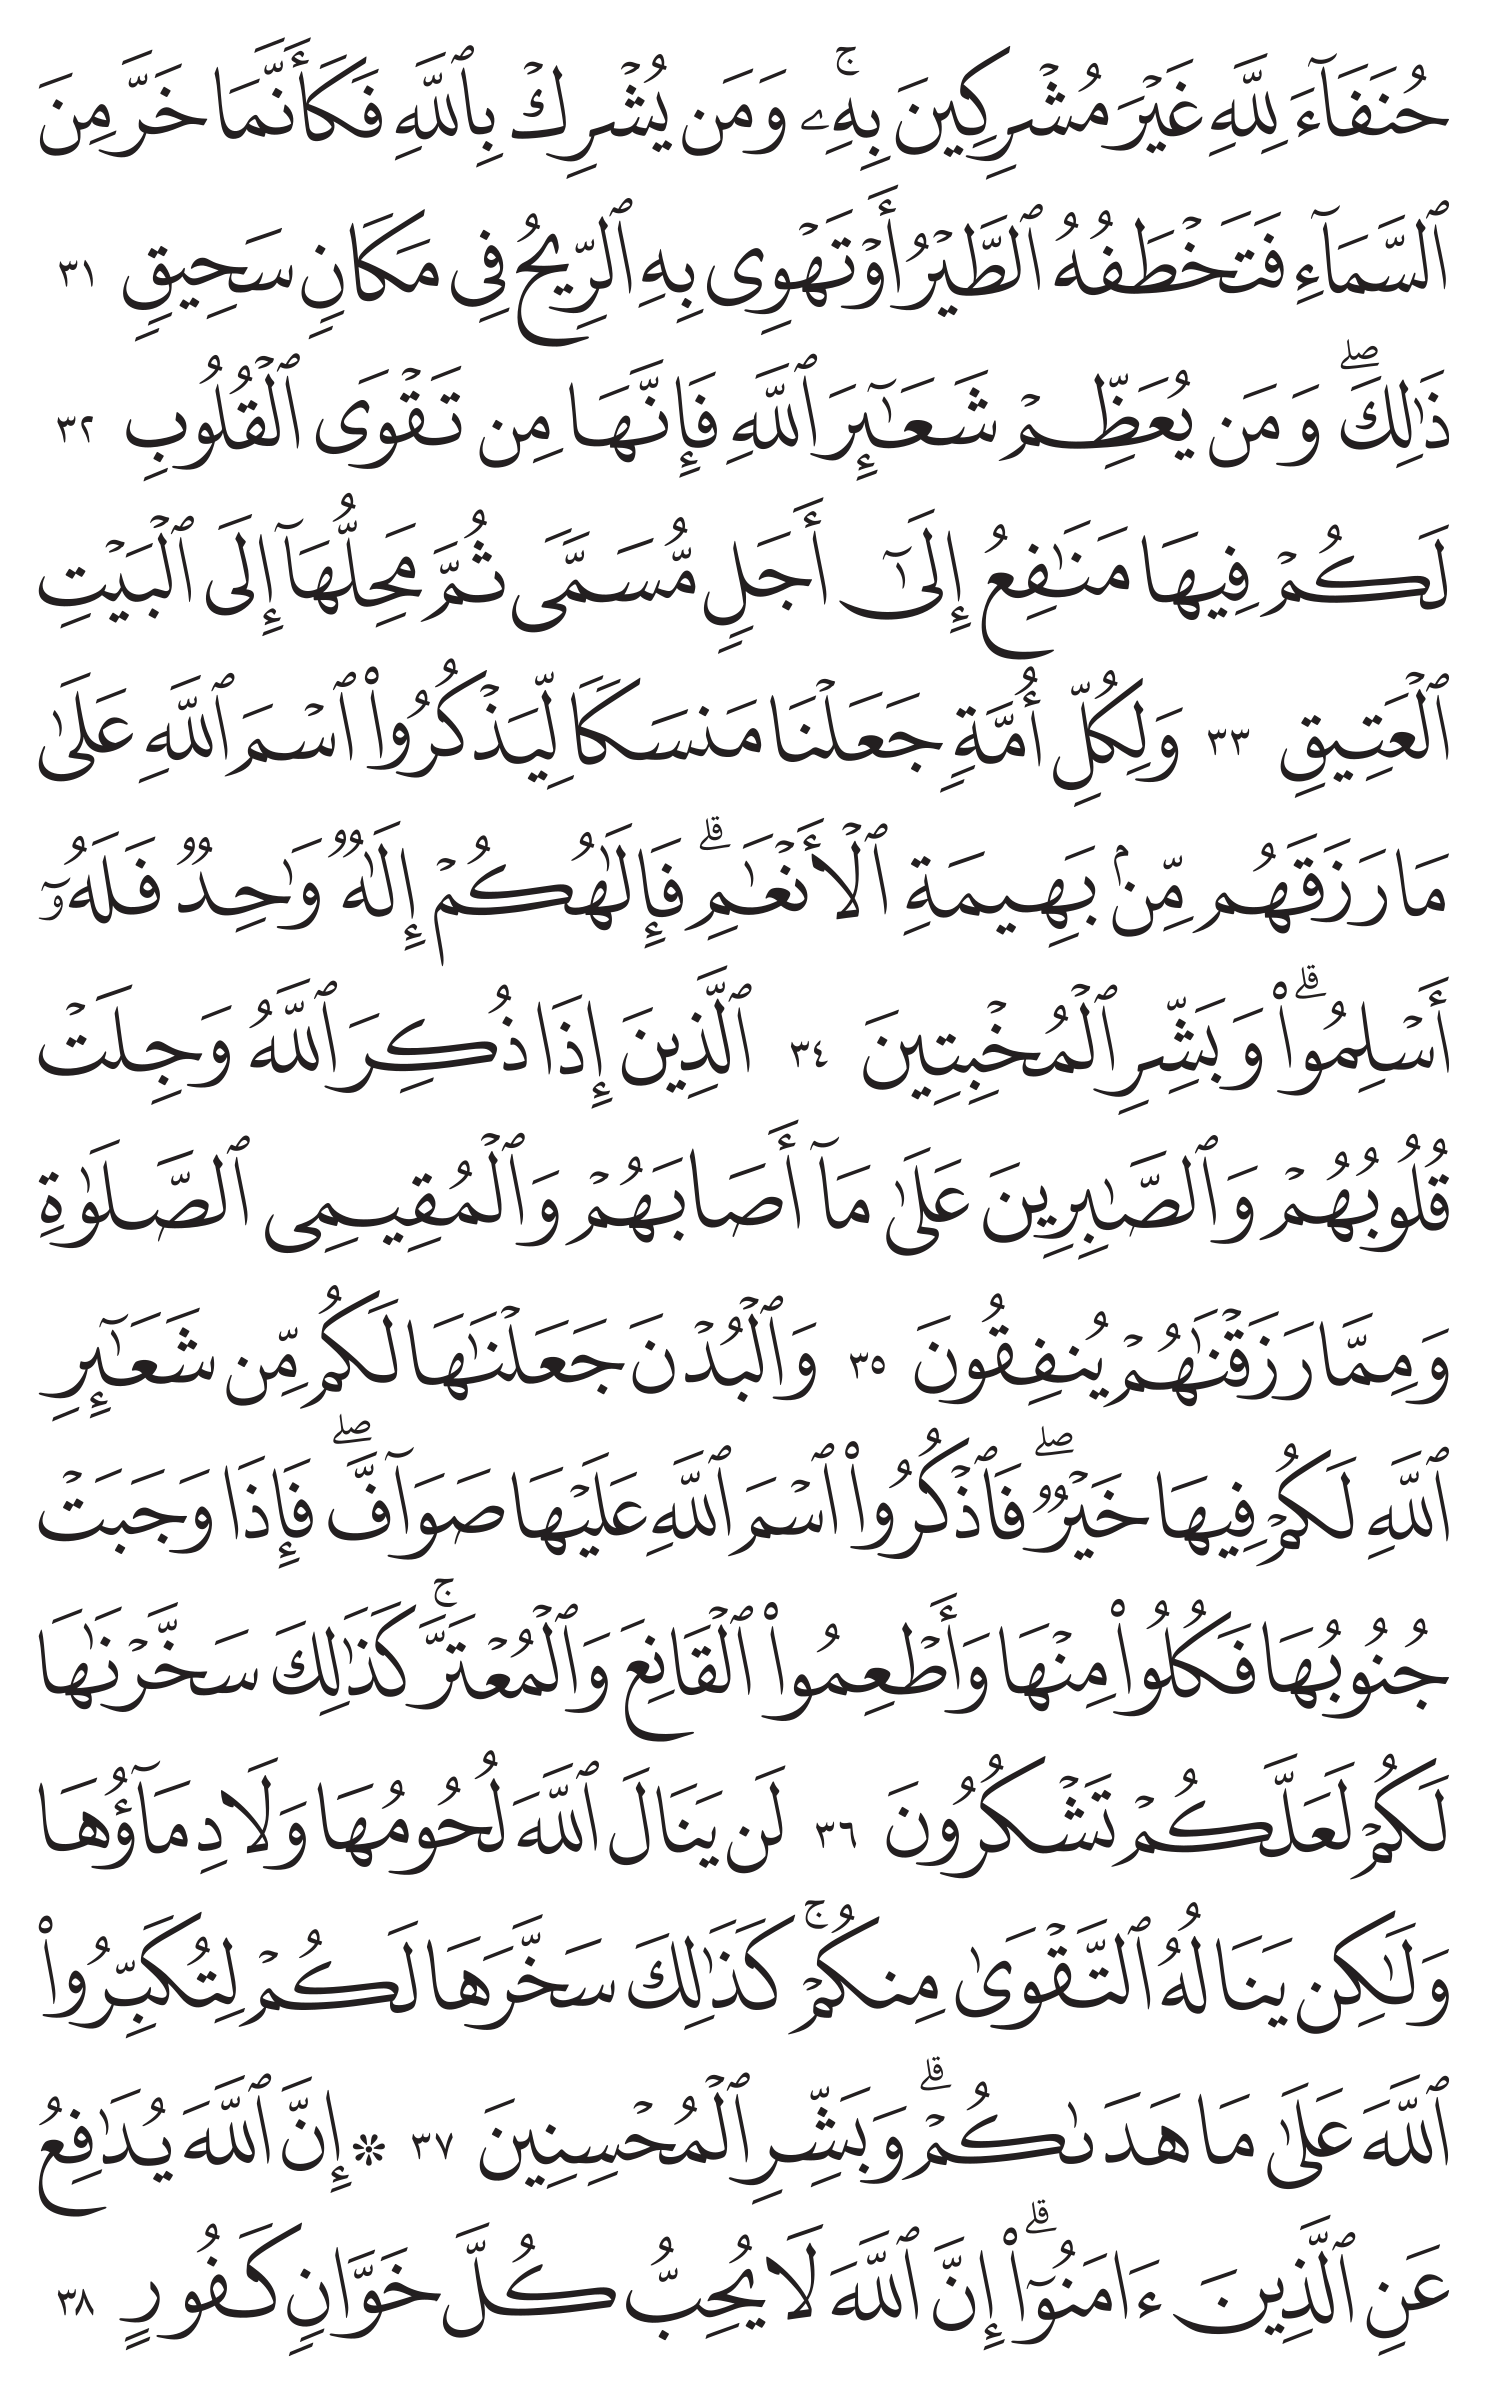 حُنَفَآءَ لِلَّهِ غَيْرَ مُشْرِكِينَ بِهِۦۚ وَمَن يُشْرِكْ بِٱللَّهِ فَكَأَنَّمَا خَرَّ مِنَ
ٱلسَّمَآءِ فَتَخْطَفُهُ ٱلطَّيْرُ أَوْ تَهْوِى بِهِ ٱلرِّيحُ فِى مَكَانٍ سَحِيقٍ ٣١
ذَٰلِكَۖ وَمَن يُعَظِّمْ شَعَـٰٓئِرَ ٱللَّهِ فَإِنَّهَا مِن تَقْوَى ٱلْقُلُوبِ ٣٢
لَكُمْ فِيهَا مَنَـٰفِعُ إِلَىٰٓ أَجَلٍ مُّسَمًّى ثُمَّ مَحِلُّهَآ إِلَى ٱلْبَيْتِ
ٱلْعَتِيقِ ٣٣ وَلِكُلِّ أُمَّةٍ جَعَلْنَا مَنسَكًا لِّيَذْكُرُوا۟ ٱسْمَ ٱللَّهِ عَلَىٰ
مَا رَزَقَهُم مِّنۢ بَهِيمَةِ ٱلْأَنْعَـٰمِۗ فَإِلَـٰهُكُمْ إِلَـٰهٌ وَٰحِدٌ فَلَهُۥٓ
أَسْلِمُوا۟ۗ وَبَشِّرِ ٱلْمُخْبِتِينَ ٣٤ ٱلَّذِينَ إِذَا ذُكِرَ ٱللَّهُ وَجِلَتْ
قُلُوبُهُمْ وَٱلصَّـٰبِرِينَ عَلَىٰ مَآ أَصَابَهُمْ وَٱلْمُقِيمِى ٱلصَّلَوٰةِ
وَمِمَّا رَزَقْنَـٰهُمْ يُنفِقُونَ ٣٥ وَٱلْبُدْنَ جَعَلْنَـٰهَا لَكُم مِّن شَعَـٰٓئِرِ
ٱللَّهِ لَكُمْ فِيهَا خَيْرٌۖ فَٱذْكُرُوا۟ ٱسْمَ ٱللَّهِ عَلَيْهَا صَوَآفَّۖ فَإِذَا وَجَبَتْ
جُنُوبُهَا فَكُلُوا۟ مِنْهَا وَأَطْعِمُوا۟ ٱلْقَانِعَ وَٱلْمُعْتَرَّۚ كَذَٰلِكَ سَخَّرْنَـٰهَا
لَكُمْ لَعَلَّكُمْ تَشْكُرُونَ ٣٦ لَن يَنَالَ ٱللَّهَ لُحُومُهَا وَلَا دِمَآؤُهَا
وَلَـٰكِن يَنَالُهُ ٱلتَّقْوَىٰ مِنكُمْۚ كَذَٰلِكَ سَخَّرَهَا لَكُمْ لِتُكَبِّرُوا۟
ٱللَّهَ عَلَىٰ مَا هَدَىٰكُمْۗ وَبَشِّرِ ٱلْمُحْسِنِينَ ٣٧ ۞إِنَّ ٱللَّهَ يُدَٰفِعُ
عَنِ ٱلَّذِينَ ءَامَنُوٓا۟ۗ إِنَّ ٱللَّهَ لَا يُحِبُّ كُلَّ خَوَّانٍ كَفُورٍ ٣٨